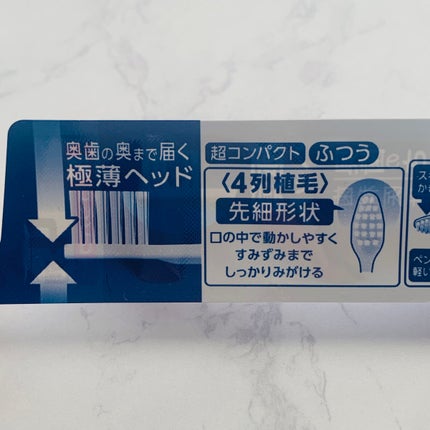 奥歯の奥まで届く
極薄ヘッド
超コンパクト ふつう
〈4列植毛〉
先細形状
口の中で動かしやすく
すみずみまで
しっかりみがける